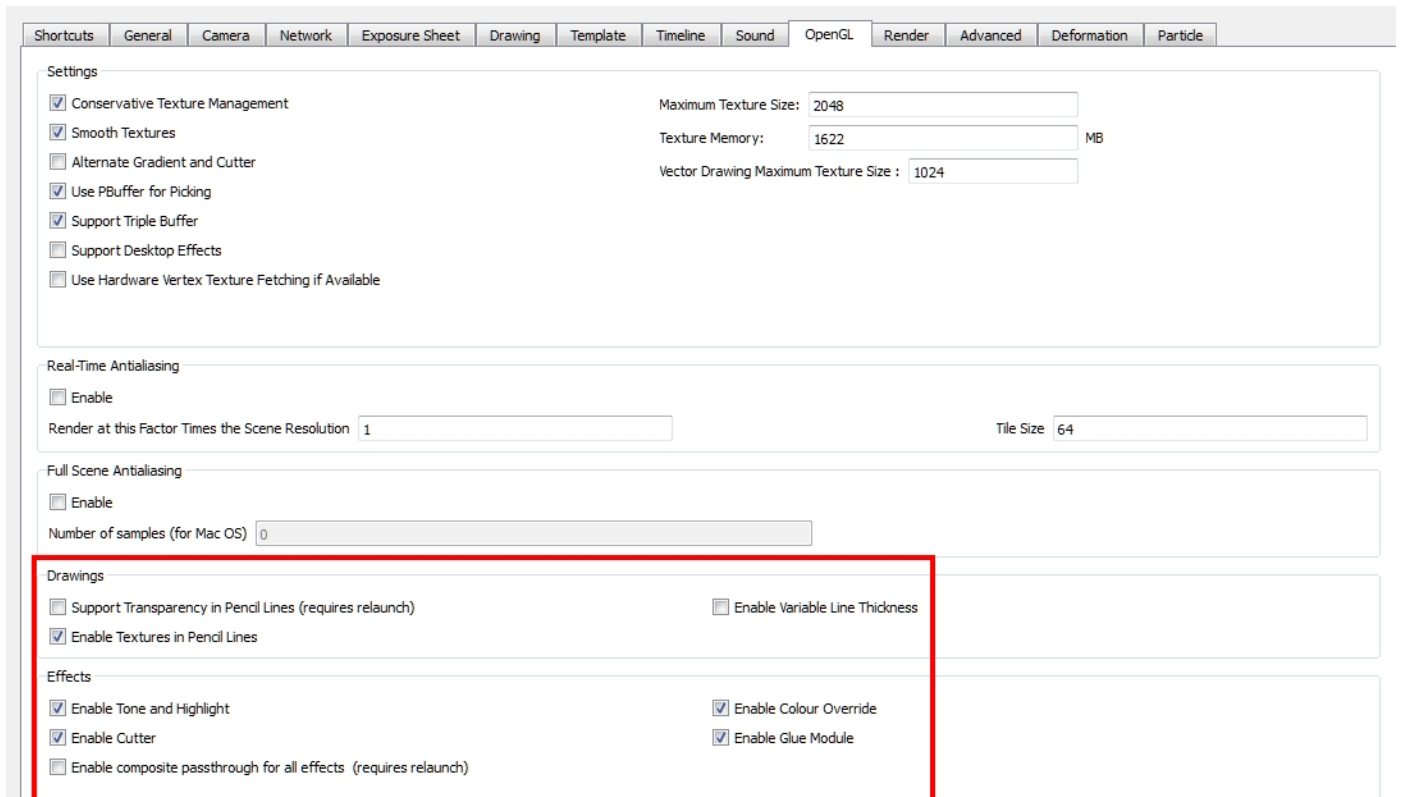 Shortcuts General Camera Network Exposure Sheet Drawing Template Timeline Sound OpenGL Render Advanced Deformation Particle
Settings
Conservative Texture Management Maximum Texture Size: 2048
Smooth Textures Texture Memory: 1622 MB
Alternate Gradient and Cutter Vector Drawing Maximum Texture Size : 1024
Use PBuffer for Picking
Support Triple Buffer
Support Desktop Effects
Use Hardware Vertex Texture Fetching if Available
Real-Time Antialiasing
Enable
Render at this Factor Times the Scene Resolution 1 Tile Size 64
Full Scene Antialiasing
Enable
Number of samples (for Mac OS) 0
Drawings
Support Transparency in Pencil Lines (requires relaunch) Enable Variable Line Thickness
Enable Textures in Pencil Lines
Effects
Enable Tone and Highlight Enable Colour Override
Enable Cutter Enable Glue Module
Enable composite passthrough for all effects (requires relaunch)